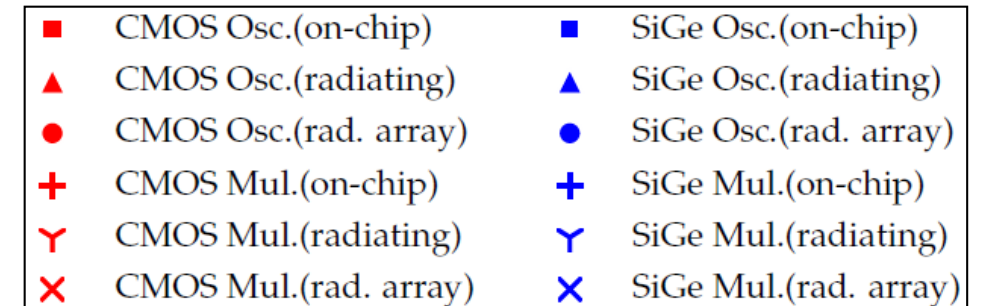 CMOS Osc.(on-chip) SiGe Osc.(on-chip)
CMOS Osc.(radiating) SiGe Osc.(radiating)
CMOS Osc.(rad. array) SiGe Osc.(rad. array)
CMOS Mul.(on-chip) SiGe Mul.(on-chip)
CMOS Mul.(radiating) SiGe Mul.(radiating)
CMOS Mul.(rad. array) SiGe Mul.(rad. array)